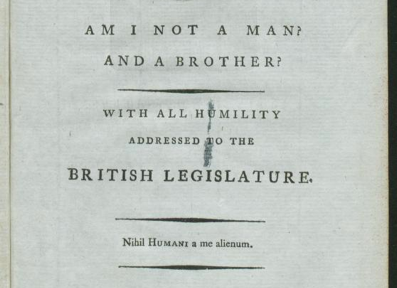 AM I NOT A MAN?
AND A BROTHER?
WITH ALL HUMILITY
ADDRESSED TO THE
BRITISH LEGISLATURE.
Nihil HUMANI a me alienum.